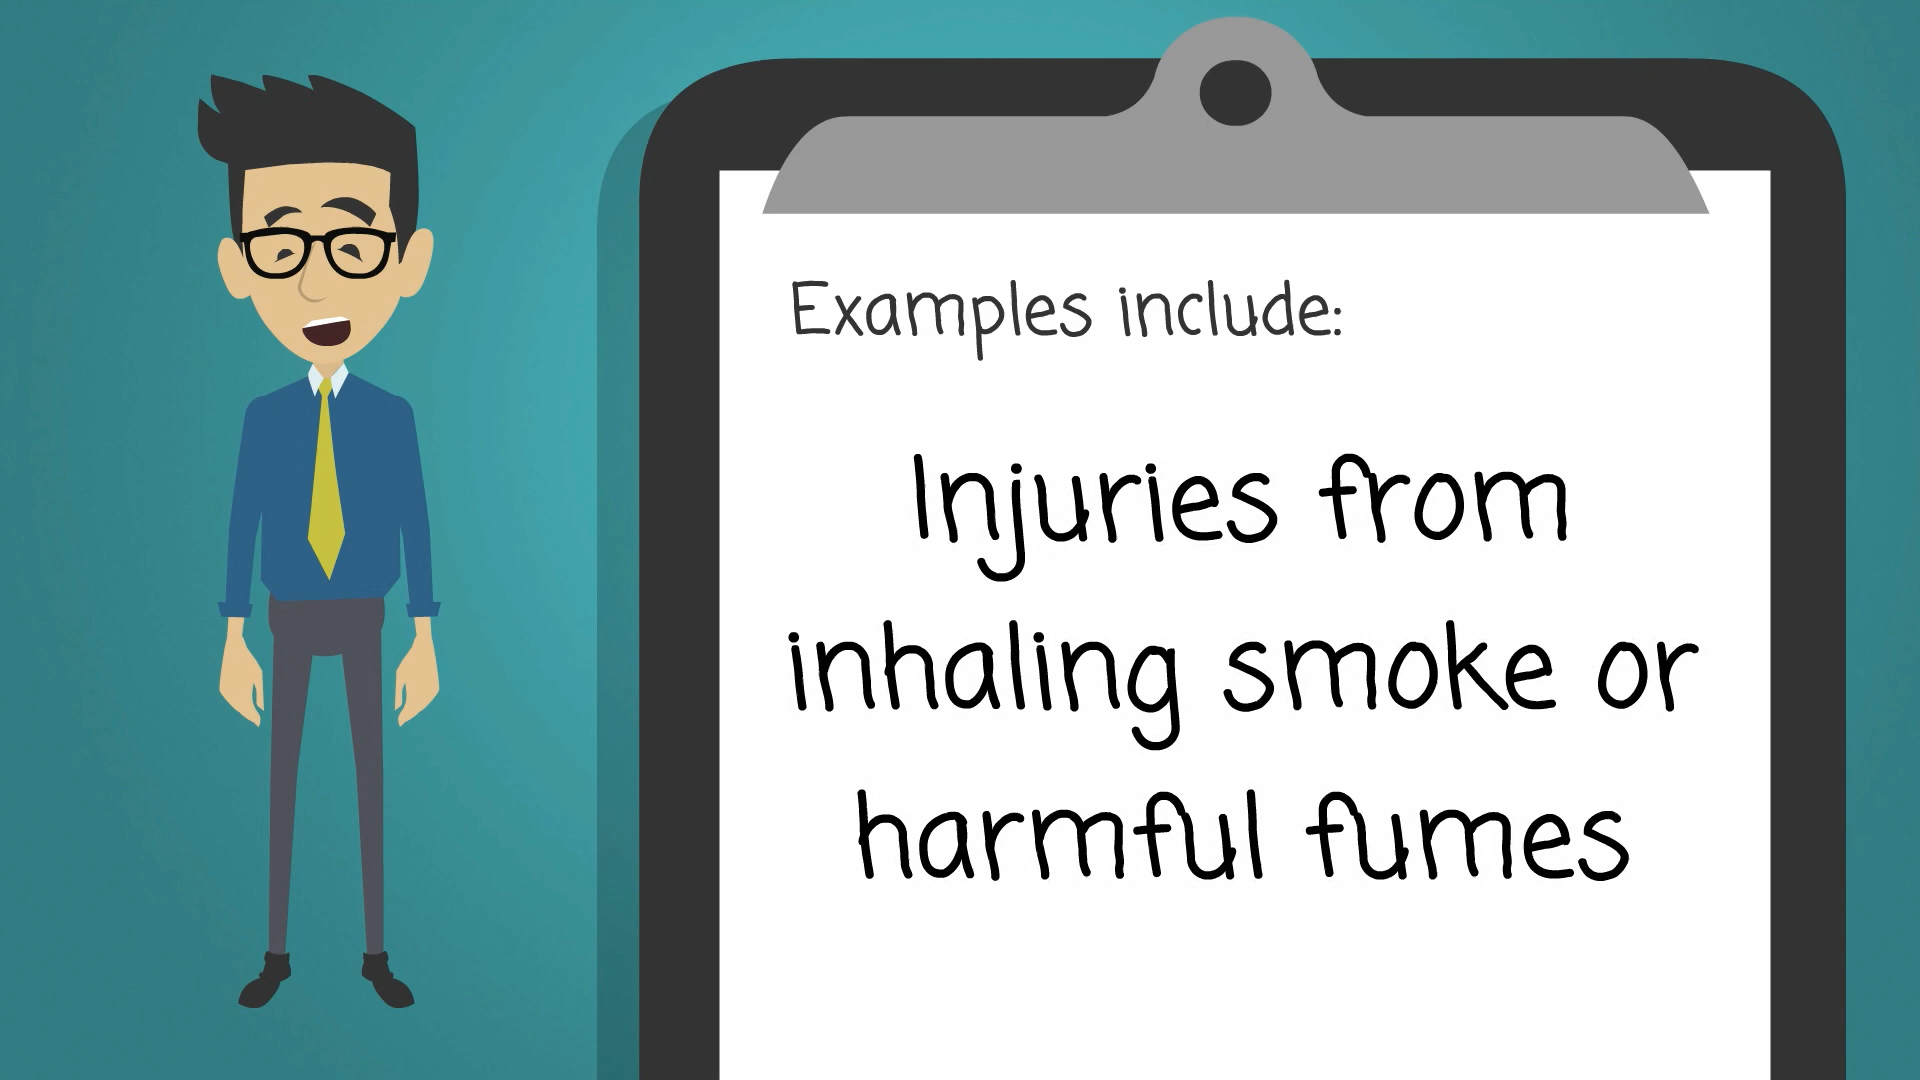 Examples include:
Injuries from
inhaling smoke or
harmful fumes